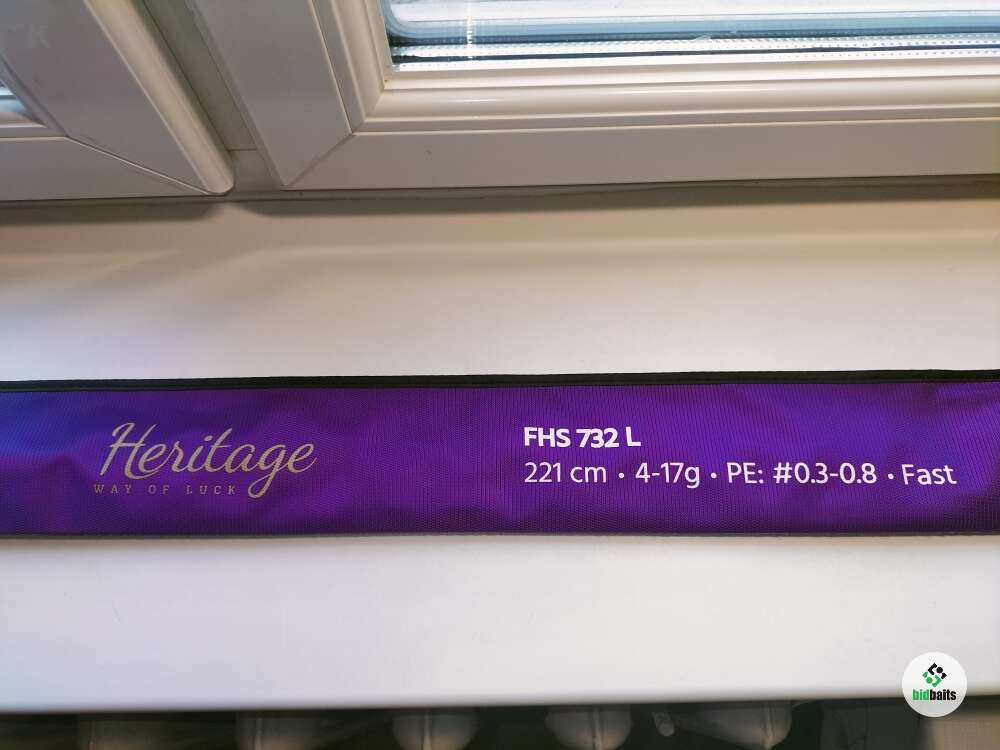 Heritage
WAY OF LUCK
FHS 732 L
221 cm • 4-17g • PE: #0.3-0.8 • Fast
bidbaits